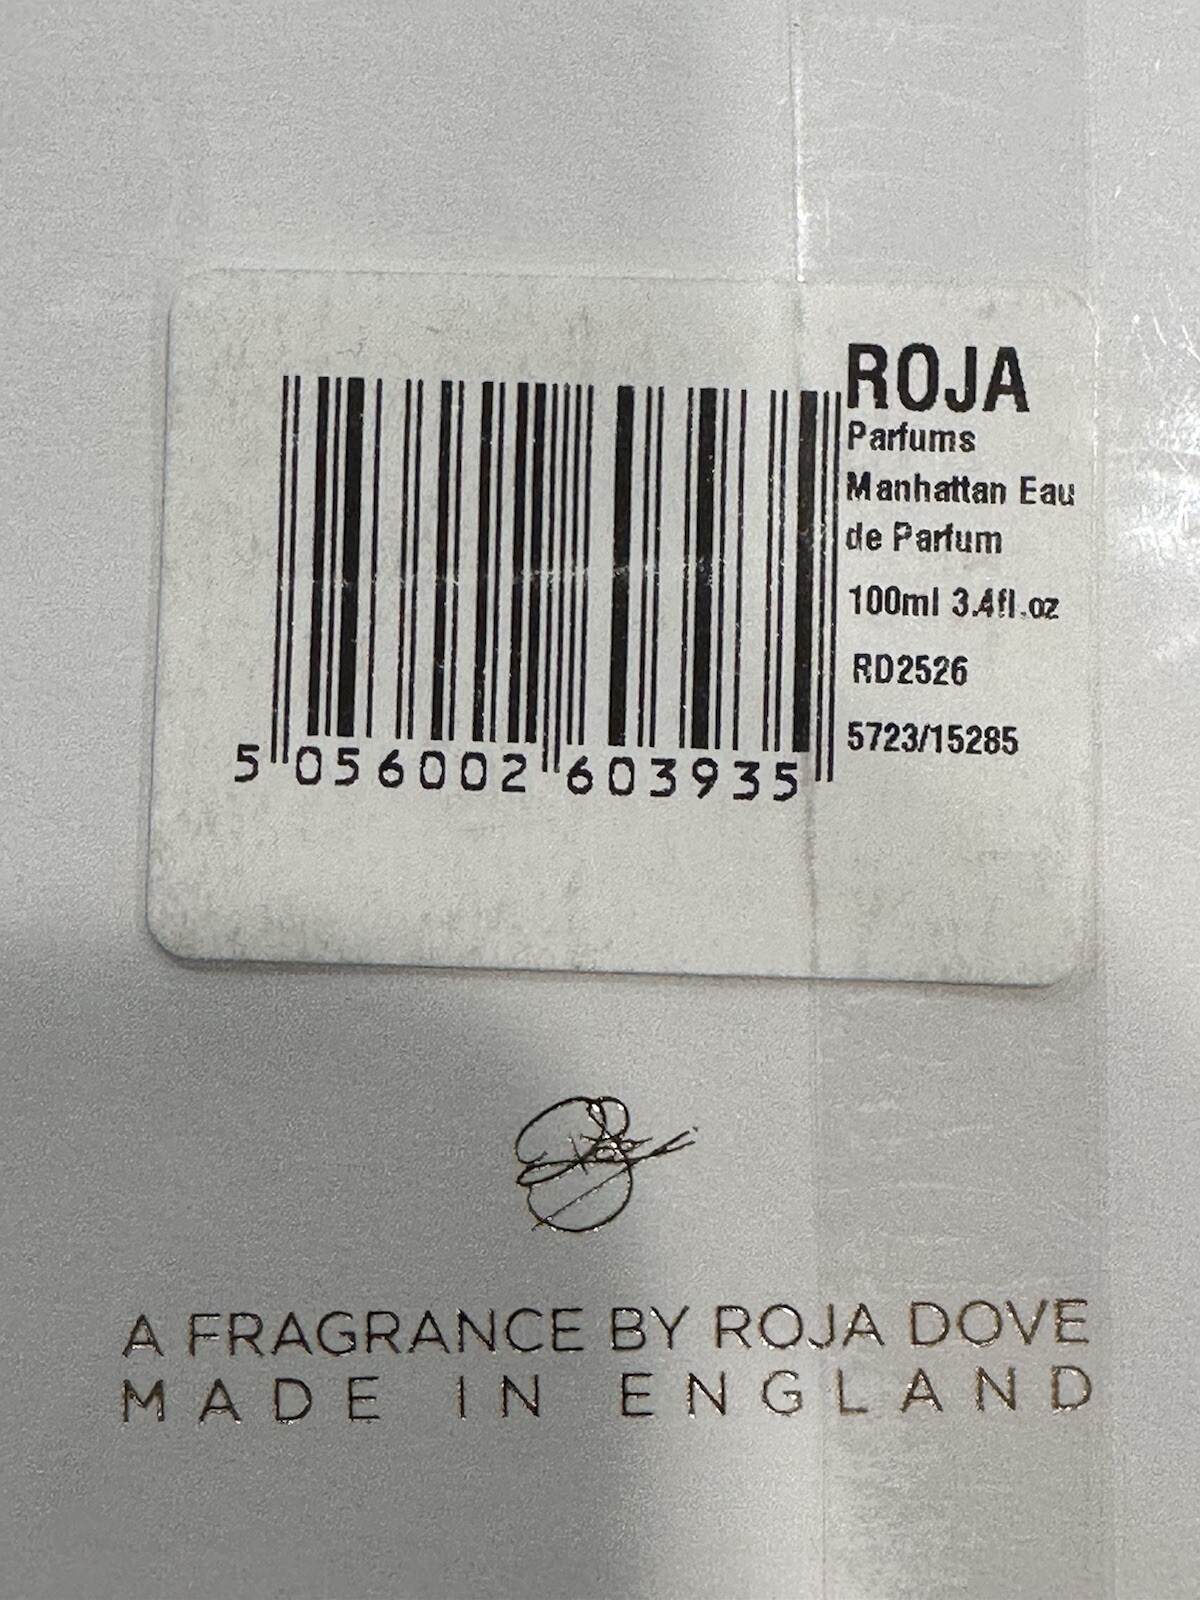 ROJA
Parfums
Manhattan Eau
de Parfum
100ml 3.4fl.oz
RD2526
5723/15285
5 056002 603935
A FRAGRANCE BY ROJA DOVE
MADE IN ENGLAND